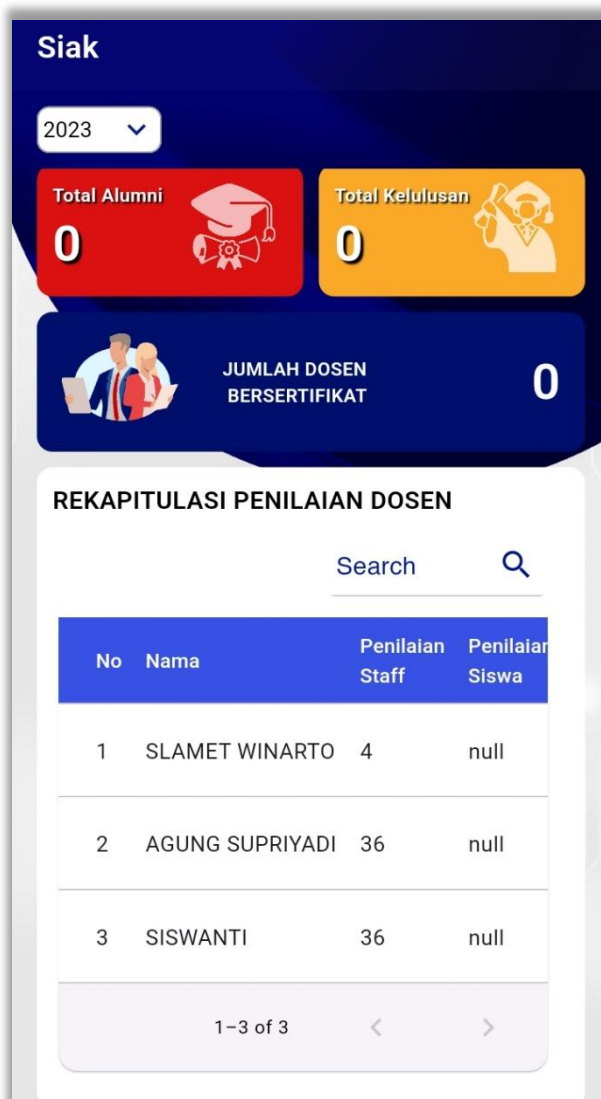 Siak
2023
Total Alumni
0
Total Kelulusan
0
JUMLAH DOSEN
BERSERTIFIKAT
0
REKAPITULASI PENILAIAN DOSEN
Search
No Nama Penilaian Staff Penilaian Siswa
1 SLAMET WINARTO 4 null
2 AGUNG SUPRIYADI 36 null
3 SISWANTI 36 null
1–3 of 3